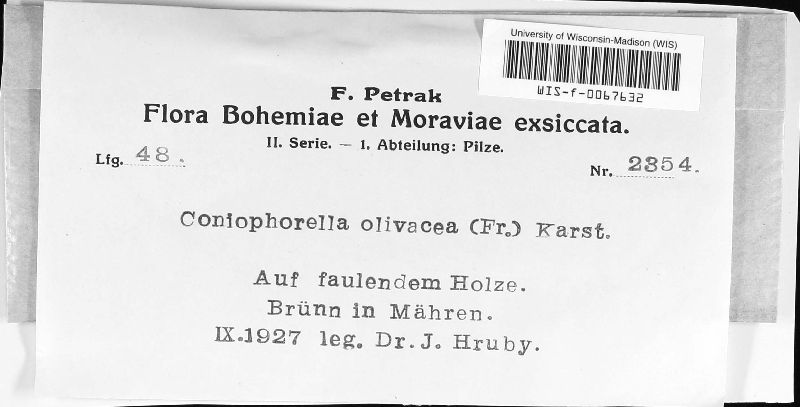 University of Wisconsin-Madison (WIS)
WIS-f-0067632
F. Petrak
Flora Bohemiae et Moraviae exsiccata.
II. Serie. — 1. Abteilung: Pilze.
Lfg. 48.
Nr. 2354.
Coniophorella olivacea (Fr.) Karst.
Auf faulendem Holze.
Brünn in Mähren.
IX.1927 leg. Dr. J. Hruby.